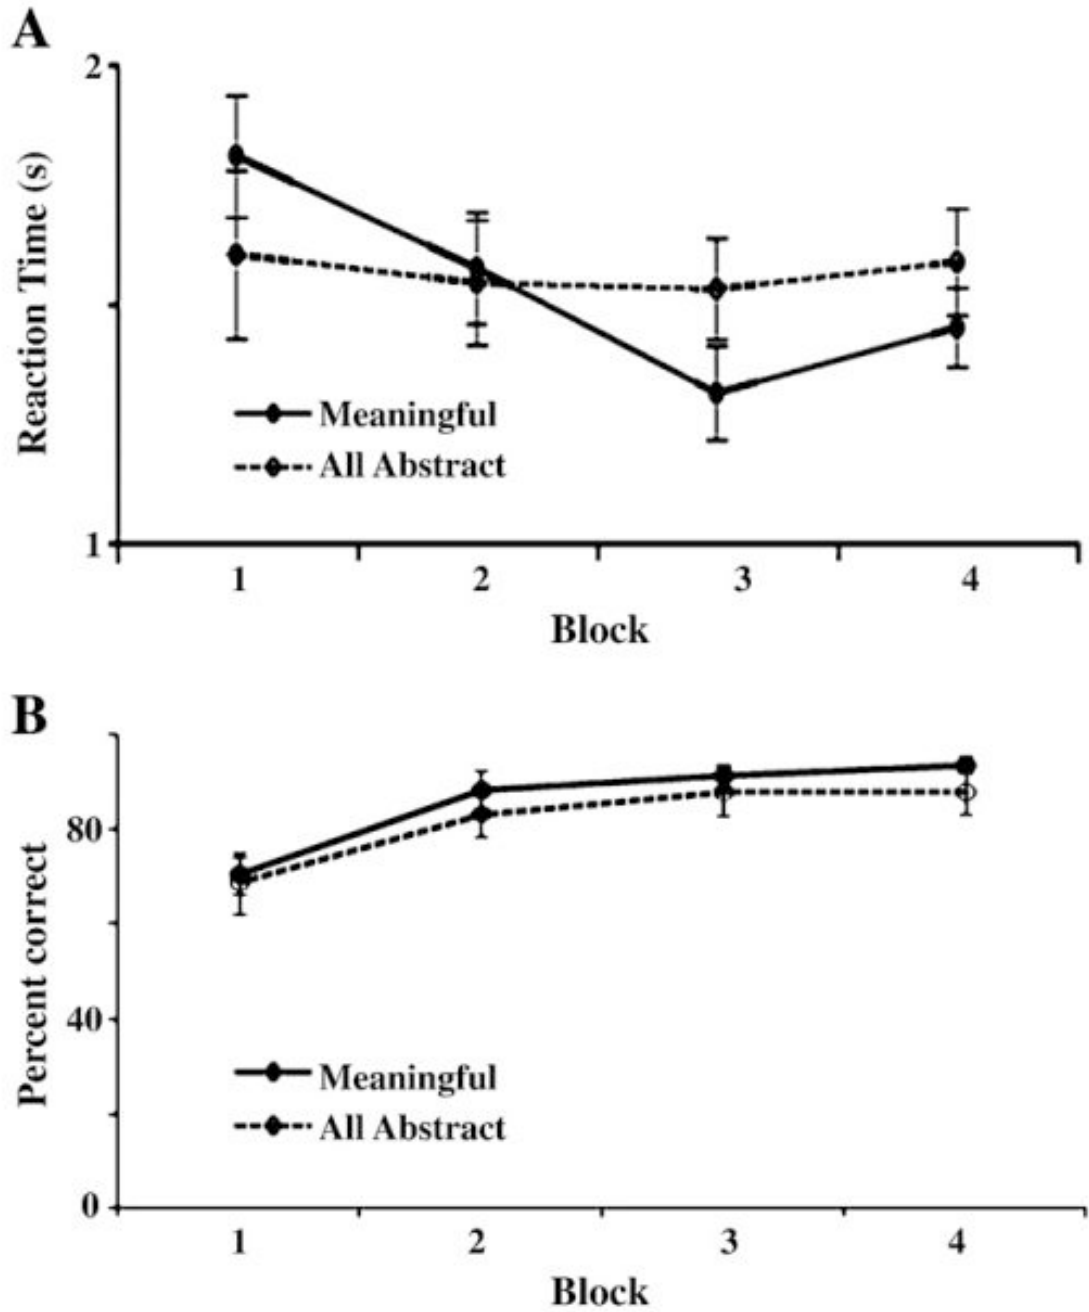 A
2
Reaction Time (s)
Meaningful
All Abstract
1
1 2 3 4
Block
B
80
Percent correct
40
Meaningful
All Abstract
0
1 2 3 4
Block